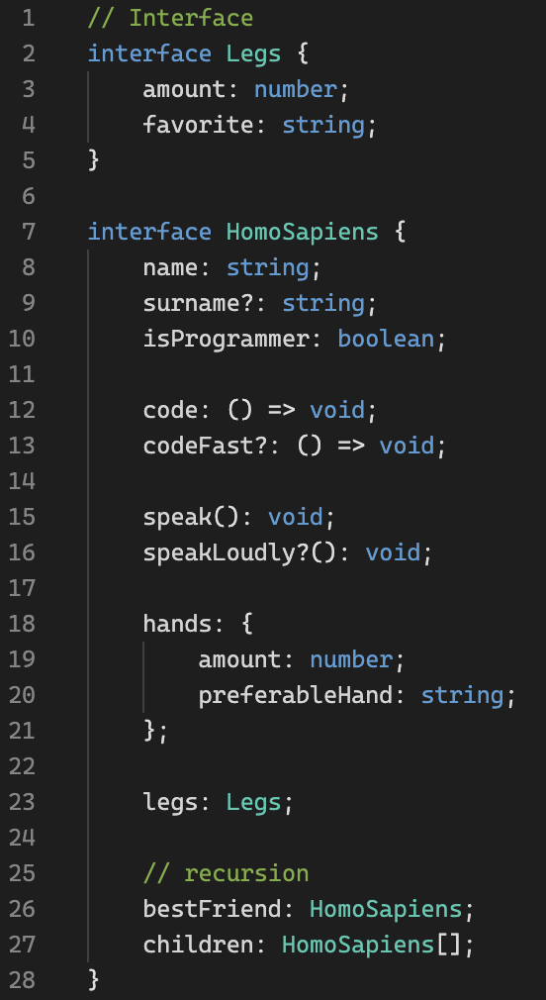 1 // Interface
2 interface Legs {
3     amount: number;
4     favorite: string;
5 }
6
7 interface HomoSapiens {
8     name: string;
9     surname?: string;
10     isProgrammer: boolean;
11
12     code: () => void;
13     codeFast?: () => void;
14
15     speak(): void;
16     speakLoudly?(): void;
17
18     hands: {
19         amount: number;
20         preferableHand: string;
21     };
22
23     legs: Legs;
24
25     // recursion
26     bestFriend: HomoSapiens;
27     children: HomoSapiens[];
28 }